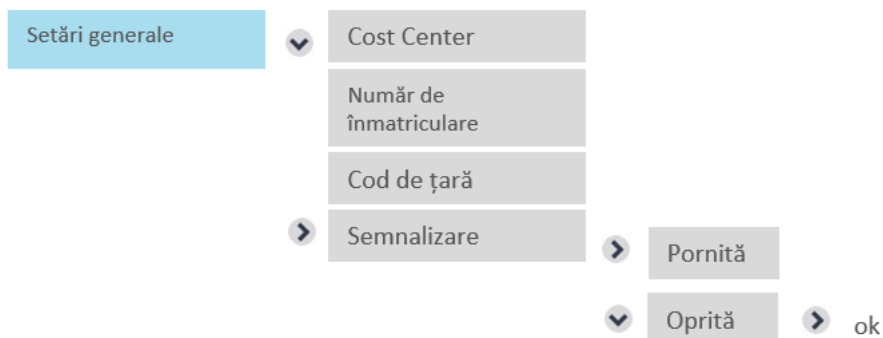 Setări generale
Cost Center
Număr de
înmatriculare
Cod de țară
Semnalizare
Pornită
Oprită
ok